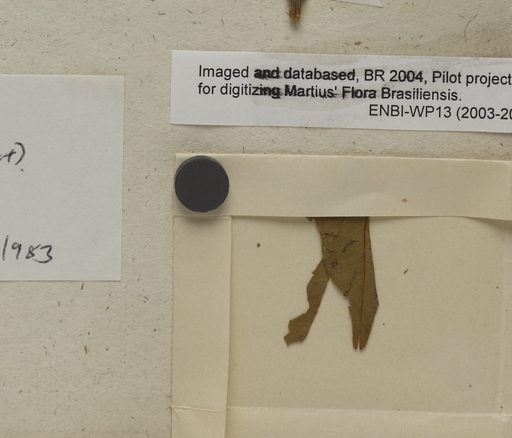 Imaged and databased, BR 2004, Pilot project
for digitizing Martius' Flora Brasiliensis.
ENBI-WP13 (2003-20
1983